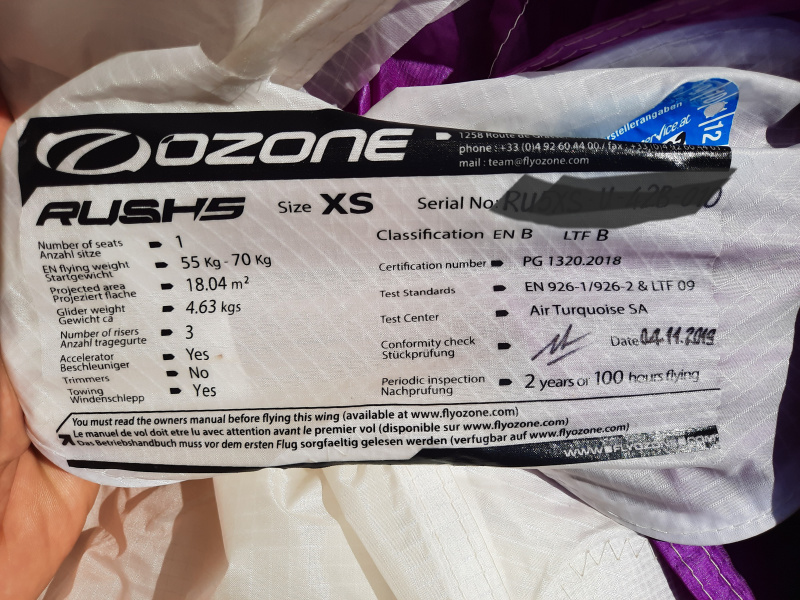 OZONE
1258 Route de
phone : +33 (0)4 92 60 44 00 / fax
mail : team@flyozone.com
rstellerangaben
service at
12
RUSH5
Size XS
Serial No:
Number of seats 1
Anzahl sitze
EN flying weight 55 Kg - 70 Kg
Startgewicht
Projected area 18.04 m²
Projeziert flache
Glider weight 4.63 kgs
Gewicht ca
Number of risers 3
Anzahl tragegurte
Accelerator Yes
Beschleuniger
Trimmers No
Towing Yes
Windenschlepp
Classification EN B LTF B
Certification number PG 1320.2018
Test Standards EN 926-1/926-2 & LTF 09
Test Center Air Turquoise SA
Conformity check Date 04.11.2019
Stückprüfung
Periodic inspection 2 years or 100 hours flying
Nachprufung
You must read the owners manual before flying this wing (available at www.flyozone.com)
Le manuel de vol doit etre lu avec attention avant le premier vol (disponible sur www.flyozone.com)
Das Betriebshandbuch muss vor dem ersten Flug sorgfaeltig gelesen werden (verfugbar auf www.flyozone.com)